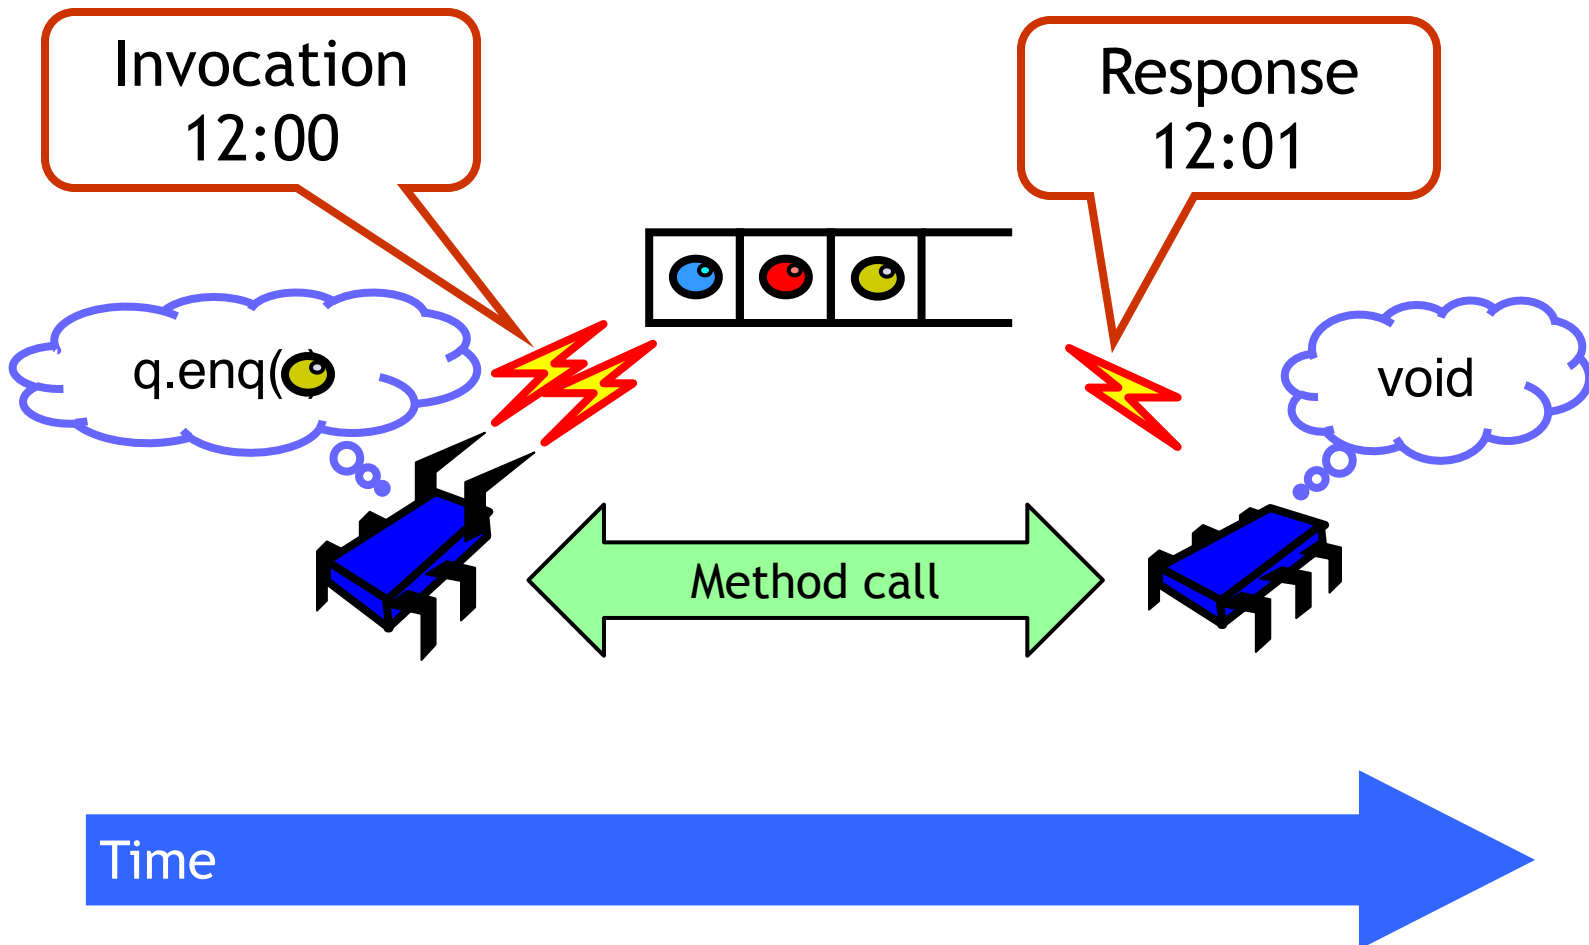 Invocation
12:00
Response
12:01
q.enq( )
void
Method call
Time